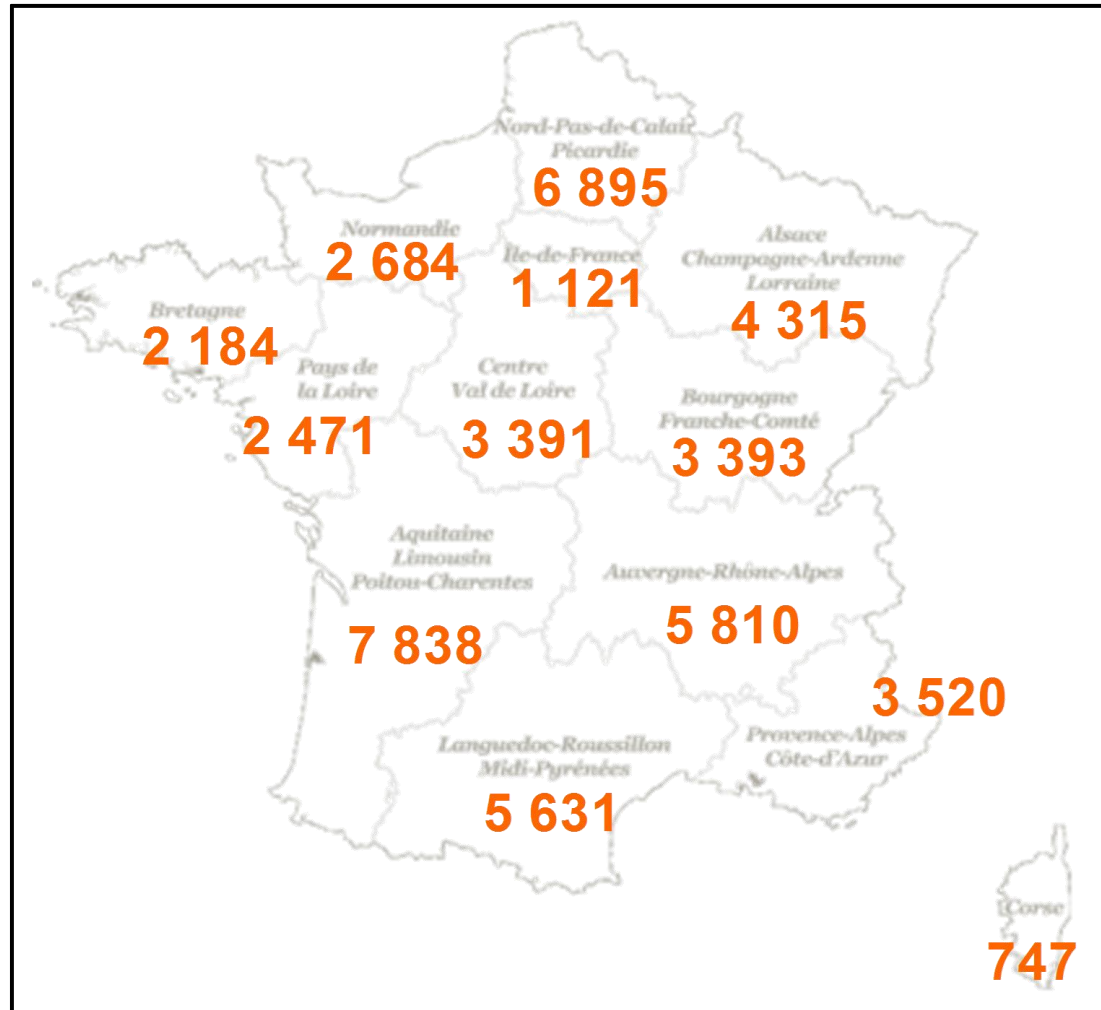 Nord-Pas-de-Calais
Picardie
6 895
Normandie
2 684
Île-de-France
1 121
Alsace
Champagne-Ardenne
Lorraine
4 315
Bretagne
2 184
Pays de
la Loire
2 471
Centre
Val de Loire
3 391
Bourgogne
Franche-Comté
3 393
Aquitaine
Limousin
Poitou-Charentes
7 838
Auvergne-Rhône-Alpes
5 810
3 520
Provence-Alpes
Côte-d'Azur
Languedoc-Roussillon
Midi-Pyrénées
5 631
Corse
747